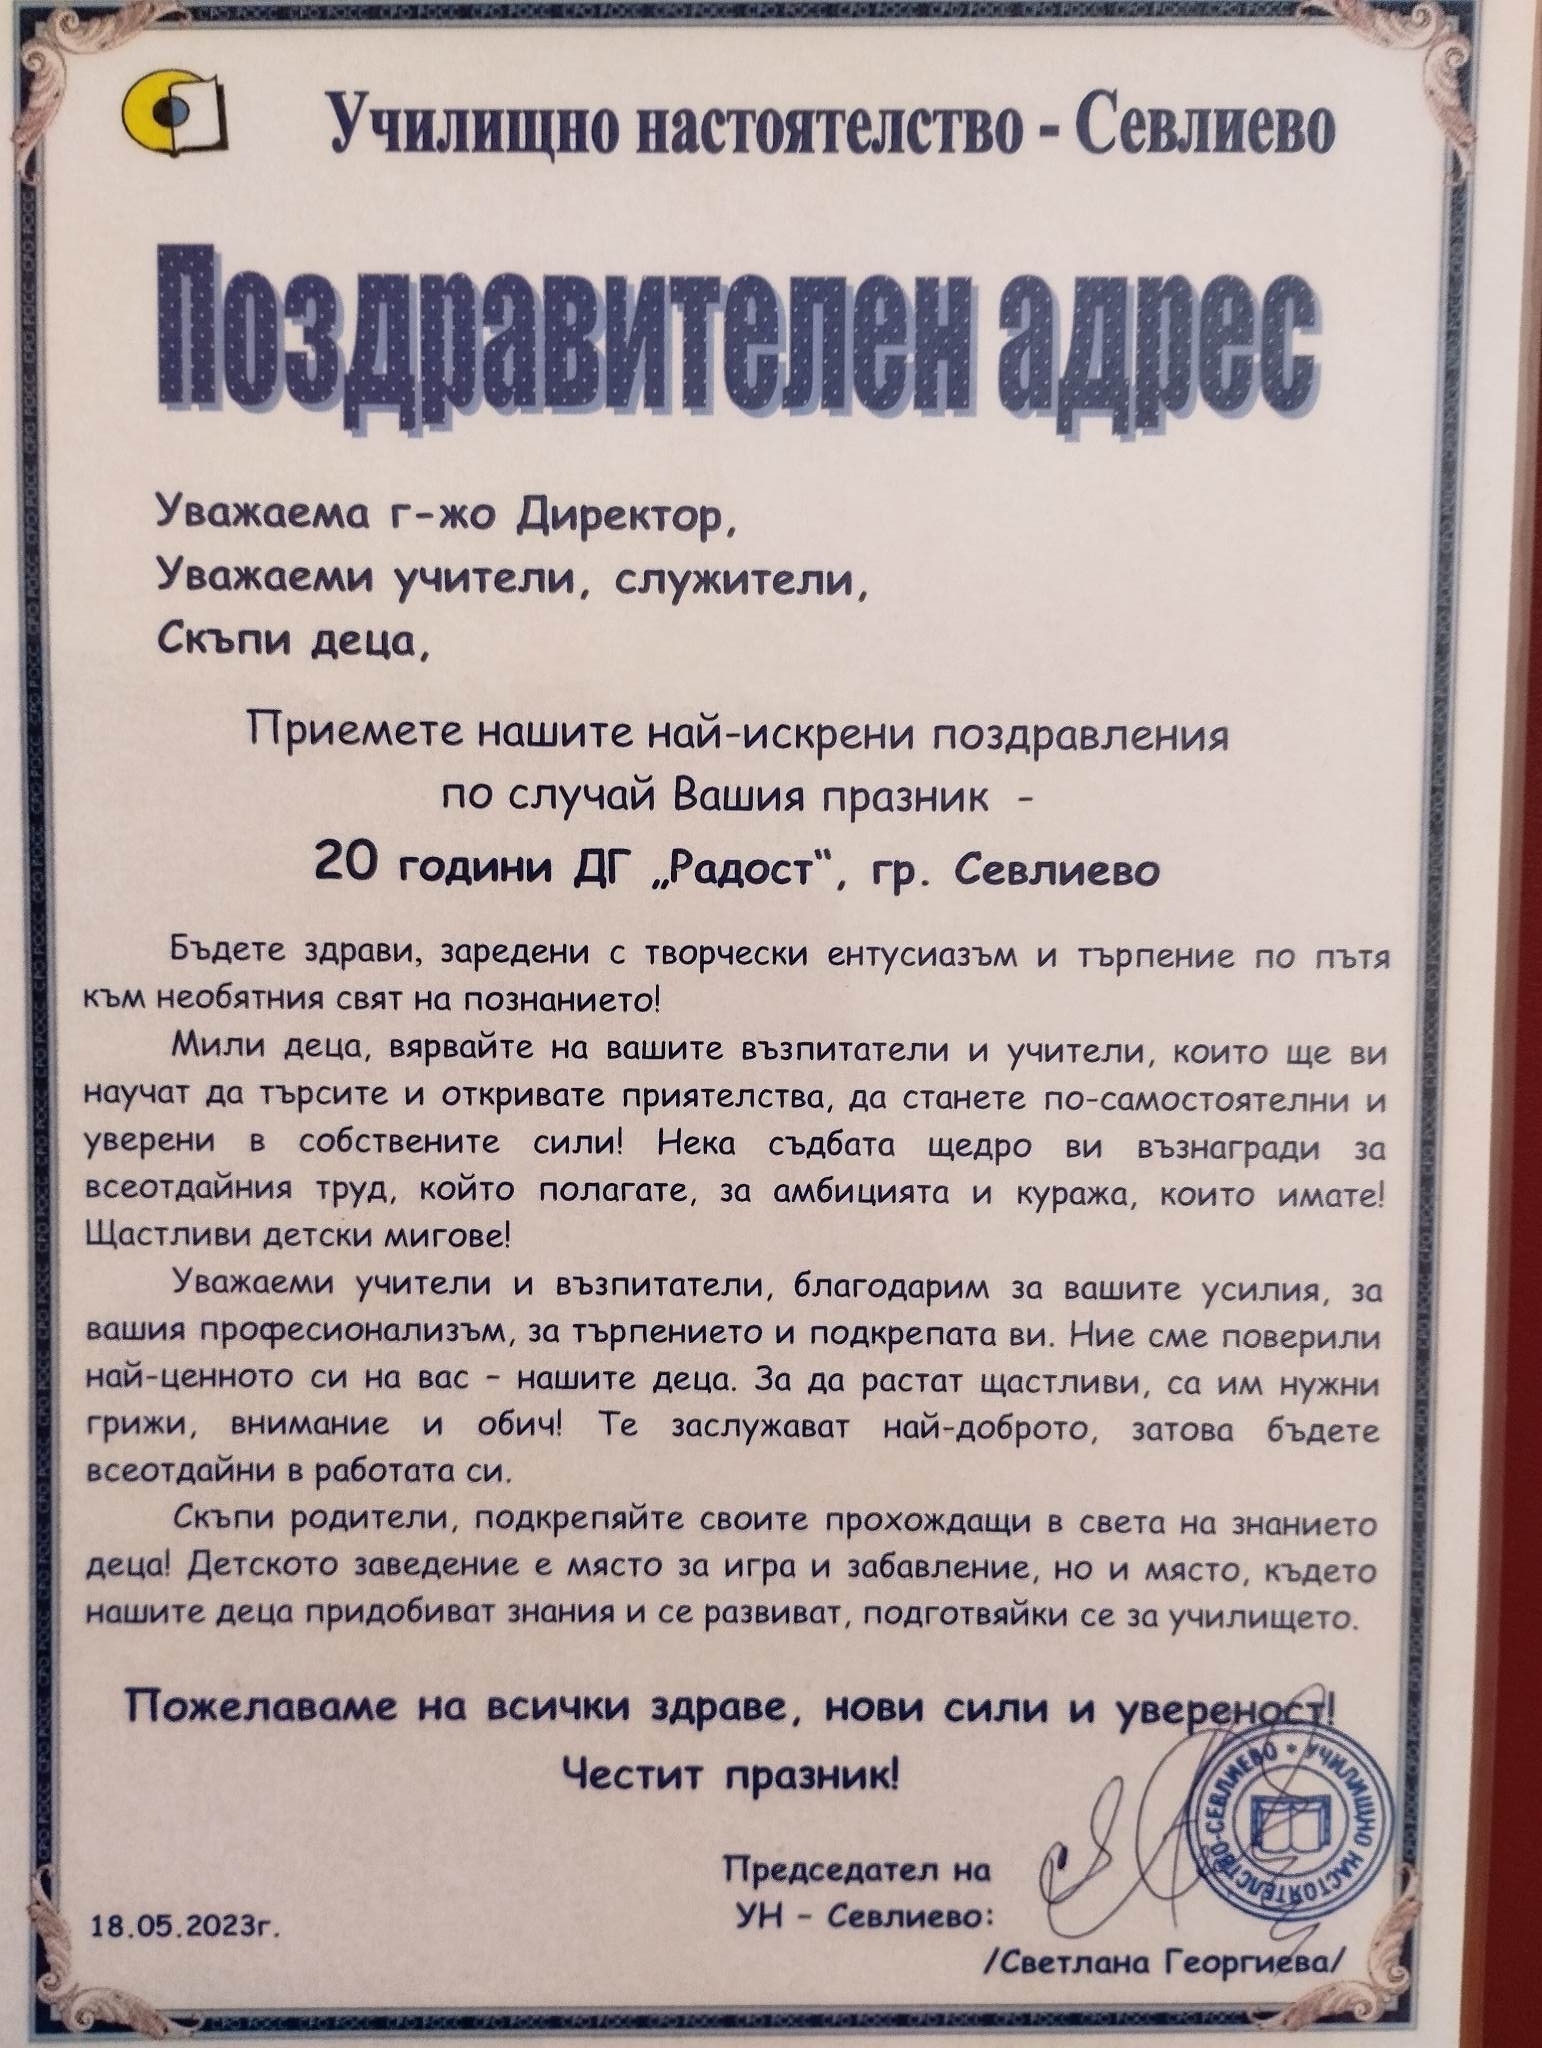 Училищно настоятелство - Севлиево
Поздравителен адрес
Уважаема г-жо Директор,
Уважаеми учители, служители,
Скъпи деца,
Приемете нашите най-искрени поздравления
по случай Вашия празник -
20 години ДГ „Радост“, гр. Севлиево
Бъдете здрави, заредени с творчески ентусиазъм и търпение по пътя
към необятния свят на познанието!
Мили деца, вярвайте на вашите възпитатели и учители, които ще ви
научат да търсите и откривате приятелства, да станете по-самостоятелни и
уверени в собствените сили! Нека съдбата щедро ви възнагради за
всеотдайния труд, който полагате, за амбицията и куража, които имате!
Щастливи детски мигове!
Уважаеми учители и възпитатели, благодарим за вашите усилия, за
вашия професионализъм, за търпението и подкрепата ви. Ние сме поверили
най-ценното си на вас – нашите деца. За да растат щастливи, са им нужни
грижи, внимание и обич! Те заслужават най-доброто, затова бъдете
всеотдайни в работата си.
Скъпи родители, подкрепяйте своите прохождащи в света на знанието
деца! Детското заведение е място за игра и забавление, но и място, където
нашите деца придобиват знания и се развиват, подготвяйки се за училището.
Пожелаваме на всички здраве, нови сили и увереност!
Честит празник!
Председател на
УН – Севлиево:
18.05.2023г.
/Светлана Георгиева/
УЧИЛИЩНО НАСТОЯТЕЛСТВО-СЕВЛИЕВО